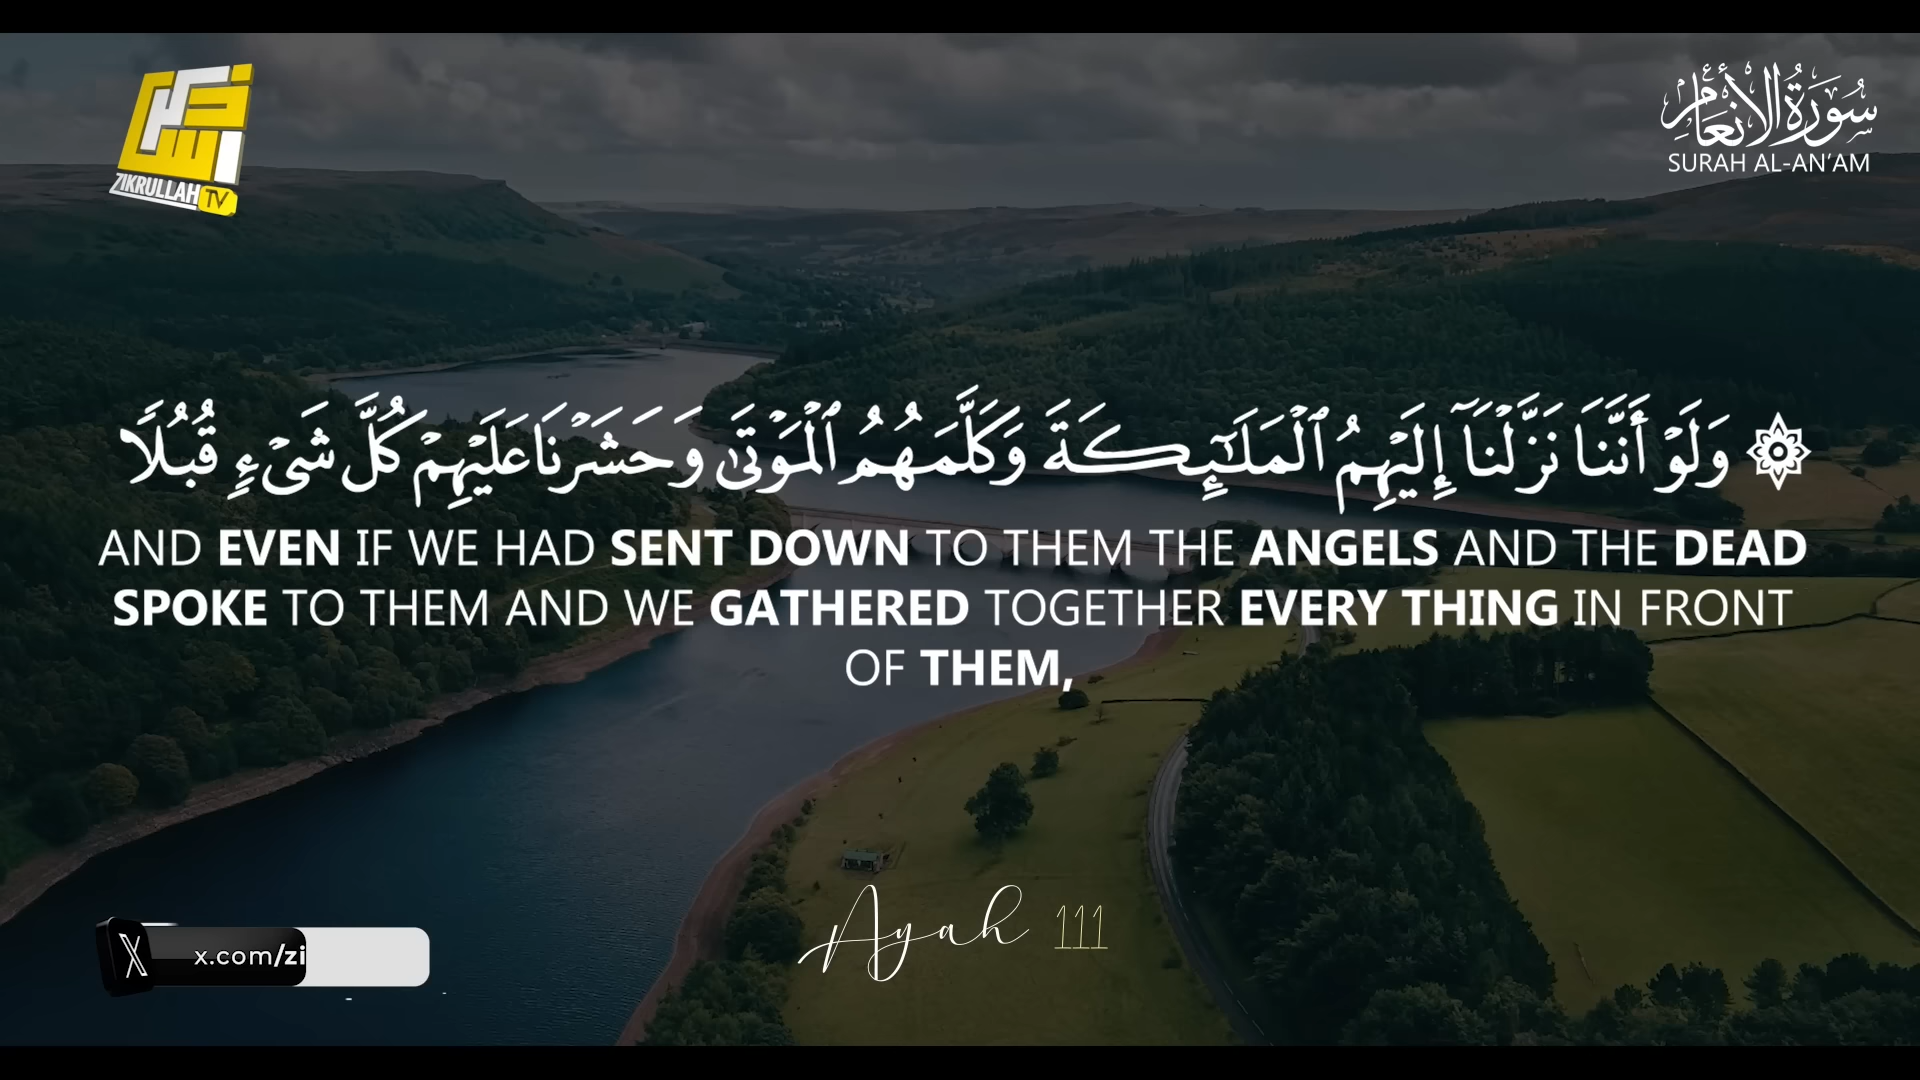 ZIKRULLAH TV
سُورَةُ الْأَنْعَامِ
SURAH AL-AN'AM
۞ وَلَوْ أَنَّنَا نَزَّلْنَآ إِلَيْهِمُ ٱلْمَلَـٰٓئِكَةَ وَكَلَّمَهُمُ ٱلْمَوْتَىٰ وَحَشَرْنَا عَلَيْهِمْ كُلَّ شَىْءٍ قُبُلًا
AND EVEN IF WE HAD SENT DOWN TO THEM THE ANGELS AND THE DEAD
SPOKE TO THEM AND WE GATHERED TOGETHER EVERY THING IN FRONT
OF THEM,
Ayah 111
x.com/zi